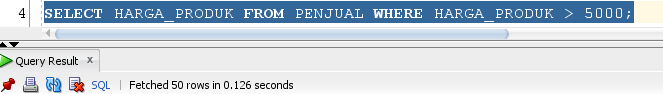 4 SELECT HARGA_PRODUK FROM PENJUAL WHERE HARGA_PRODUK > 5000;
Query Result x
SQL | Fetched 50 rows in 0.126 seconds